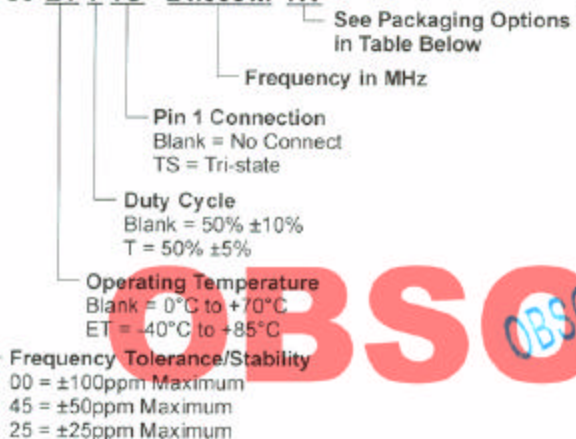 See Packaging Options
in Table Below
Frequency in MHz
Pin 1 Connection
Blank = No Connect
TS = Tri-state
Duty Cycle
Blank = 50% ±10%
T = 50% ±5%
Operating Temperature
Blank = 0°C to +70°C
ET = -40°C to +85°C
OBSO
OBS
Frequency Tolerance/Stability
00 = ±100ppm Maximum
45 = ±50ppm Maximum
25 = ±25ppm Maximum